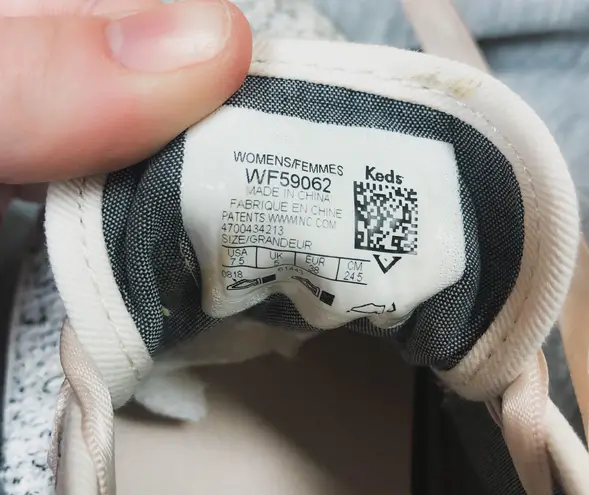 WOMENS/FEMMES
WF59062
MADE IN CHINA
FABRIQUE EN CHINE
PATENTS WWW.NC.COM
4700434213
SIZE/GRANDEUR
USA UK EUR CM
7.5 5 38 24.5
0818
Keds